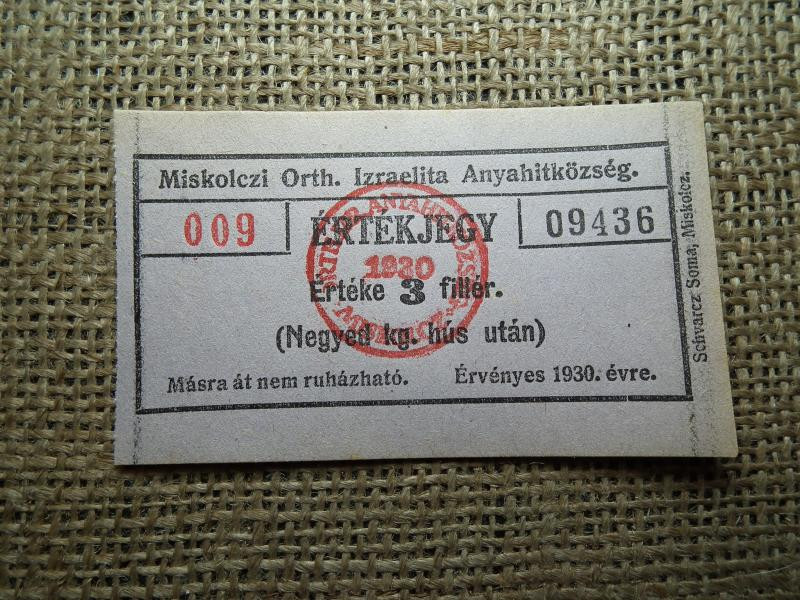 Miskolczi Orth. Izraelita Anyahitközség.
009
ÉRTÉKJEGY
09436
1930
Értéke 3 fillér.
(Negyed kg. hús után)
Másra át nem ruházható.
Érvényes 1930. évre.
Schvarcz Soma, Miskolcz.